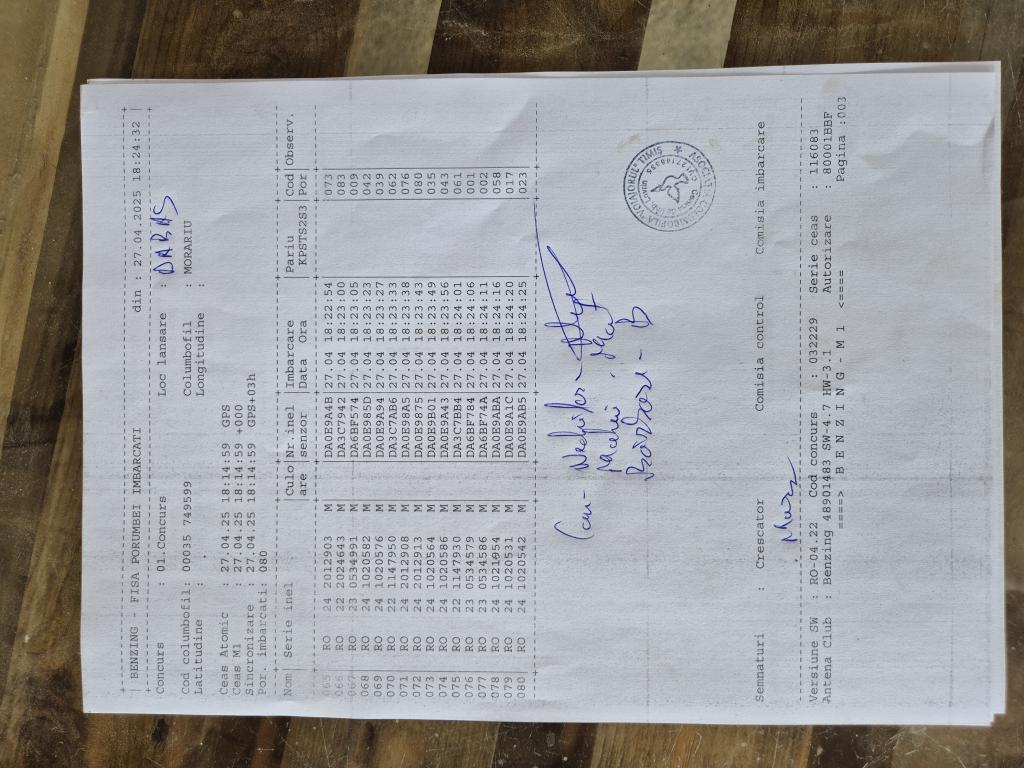 BENZING - FISA PORUMBEI IMBARCATI din : 27.04.2025 18:24:32
Concurs : 01.Concurs Loc lansare : DABAS
Cod columbofil: 00035 749599 Columbofil : MORARIU
Latitudine : Longitudine :
Ceas Atomic : 27.04.25 18:14:59 GPS
Ceas M1 : 27.04.25 18:14:59 +000
Sincronizare : 27.04.25 18:14:59 GPS+03h
Por. imbarcati: 080
Nom Serie inel Culo Nr.inel Imbarcare Pariu Cod Observ.
are senzor Data Ora KPSTS2S3 Por
065 RO 24 2012903 M DA0E9A4B 27.04 18:22:54 073
066 RO 22 2024643 M DA3C7942 27.04 18:23:00 083
067 RO 23 0534991 M DA6BF574 27.04 18:23:05 009
068 RO 24 1020582 M DA0E985D 27.04 18:23:23 042
069 RO 24 1020576 M DA0E9A94 27.04 18:23:27 039
070 RO 22 1147950 M DA3C7AB6 27.04 18:23:33 062
071 RO 24 2012908 M DA0E98A5 27.04 18:23:38 078
072 RO 24 2012913 M DA0E9875 27.04 18:23:43 080
073 RO 24 1020564 M DA0E9B01 27.04 18:23:49 035
074 RO 24 1020586 M DA0E9A43 27.04 18:23:56 043
075 RO 22 1147930 M DA3C7BB4 27.04 18:24:01 061
076 RO 23 0534579 M DA6BF784 27.04 18:24:06 001
077 RO 23 0534586 M DA6BF74A 27.04 18:24:11 002
078 RO 24 1021954 M DA0E9ABA 27.04 18:24:16 058
079 RO 24 1020531 M DA0E9A1C 27.04 18:24:20 017
080 RO 24 1020542 M DA0E9AB5 27.04 18:24:25 023
ASOCIATIA COLUMBOFILA "VOIAJORUL" TIMIS
Semnaturi : Crescator Comisia control Comisia imbarcare
Versiune SW : RO-04.22 Cod concurs : 032229 Serie ceas : 116083
Antena Club : Benzing 48901483 SW-4.7 HW-3.1 Autorizare : 80001BBF
====> B E N Z I N G - M 1 <==== Pagina :003